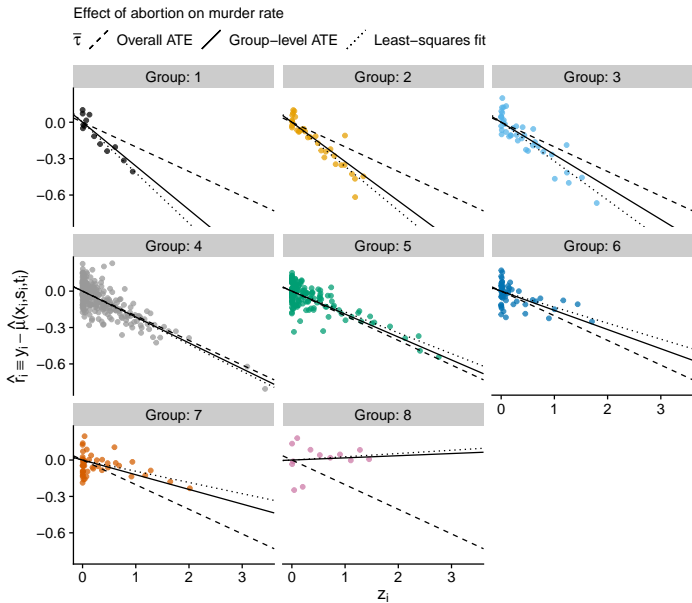 Effect of abortion on murder rate
τ̅ Overall ATE Group−level ATE Least−squares fit
Group: 1 Group: 2 Group: 3
0.0
−0.3
−0.6
Group: 4 Group: 5 Group: 6
0.0
−0.3
−0.6
0 1 2 3
Group: 7 Group: 8
0.0
−0.3
−0.6
0 1 2 3 0 1 2 3
r̂i ≡ yi − μ̂(xi,si,ti)
zi